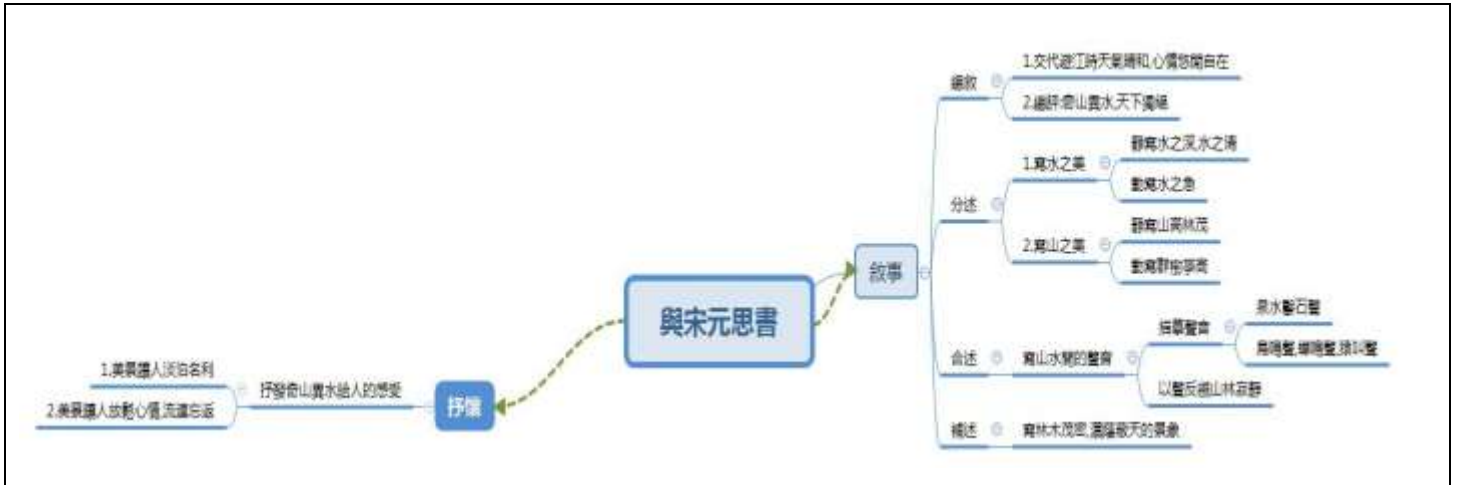 與宋元思書
敘事
總敘
1.交代遊江時天氣晴和,心情悠閒自在
2.總評:奇山異水,天下獨絕
分述
1.寫水之美
靜寫水之深,水之清
動寫水之急
2.寫山之美
靜寫山高林茂
動寫群巒爭高
合述
寫山水間的聲音
描摹聲音
泉水擊石聲
鳥鳴聲,蟬鳴聲,猿叫聲
以聲反襯山林寂靜
補述
寫林木茂密,濃蔭蔽天的景象
抒懷
抒發奇山異水給人的感受
1.美景讓人淡泊名利
2.美景讓人放鬆心情,流連忘返